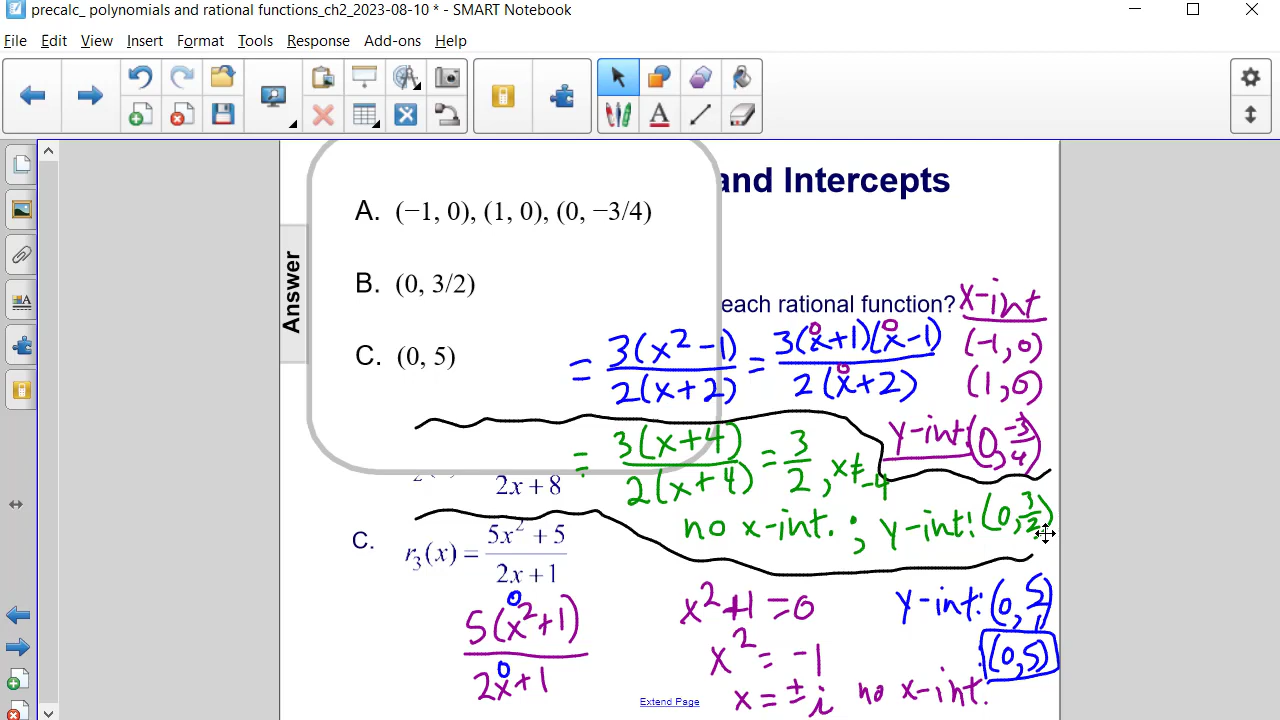 precalc_ polynomials and rational functions_ch2_2023-08-10 * - SMART Notebook
File Edit View Insert Format Tools Response Add-ons Help
and Intercepts
Answer
A. (−1, 0), (1, 0), (0, −3/4)
B. (0, 3/2)
C. (0, 5)
each rational function?
x-int
(-1, 0)
(1, 0)
= 3(x² -1) / 2(x+2) = 3(x+1)(x-1) / 2(x+2)
0 0
0
y-int: (0, -3/4)
2x + 8
= 3(x+4) / 2(x+4) = 3/2, x≠-4
no x-int. ; y-int: (0, 3/2)
C. r₃(x) = 5x² + 5 / 2x + 1
5(x²+1) / 2x+1
0
0
x²+1 = 0
x² = -1
x = ± i no x-int.
y-int: (0, 5/1)
(0,5)
Extend Page